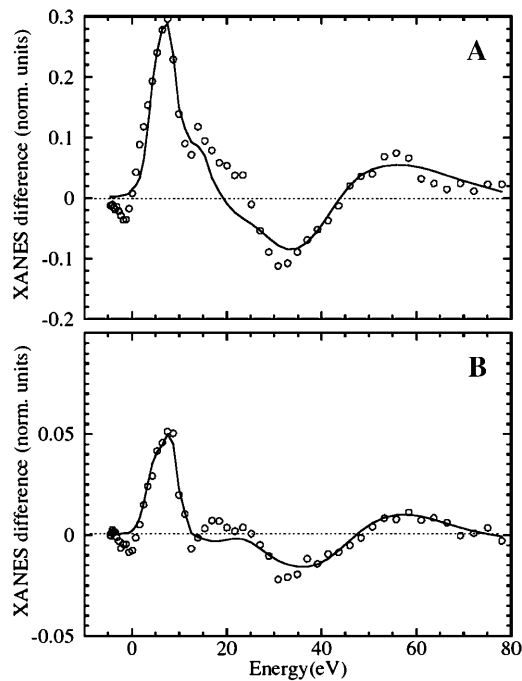 0.3
A
0.2
0.1
0
-0.1
-0.2
XANES difference (norm. units)
B
0.05
0
-0.05
XANES difference (norm. units)
0
20
40
60
80
Energy(eV)